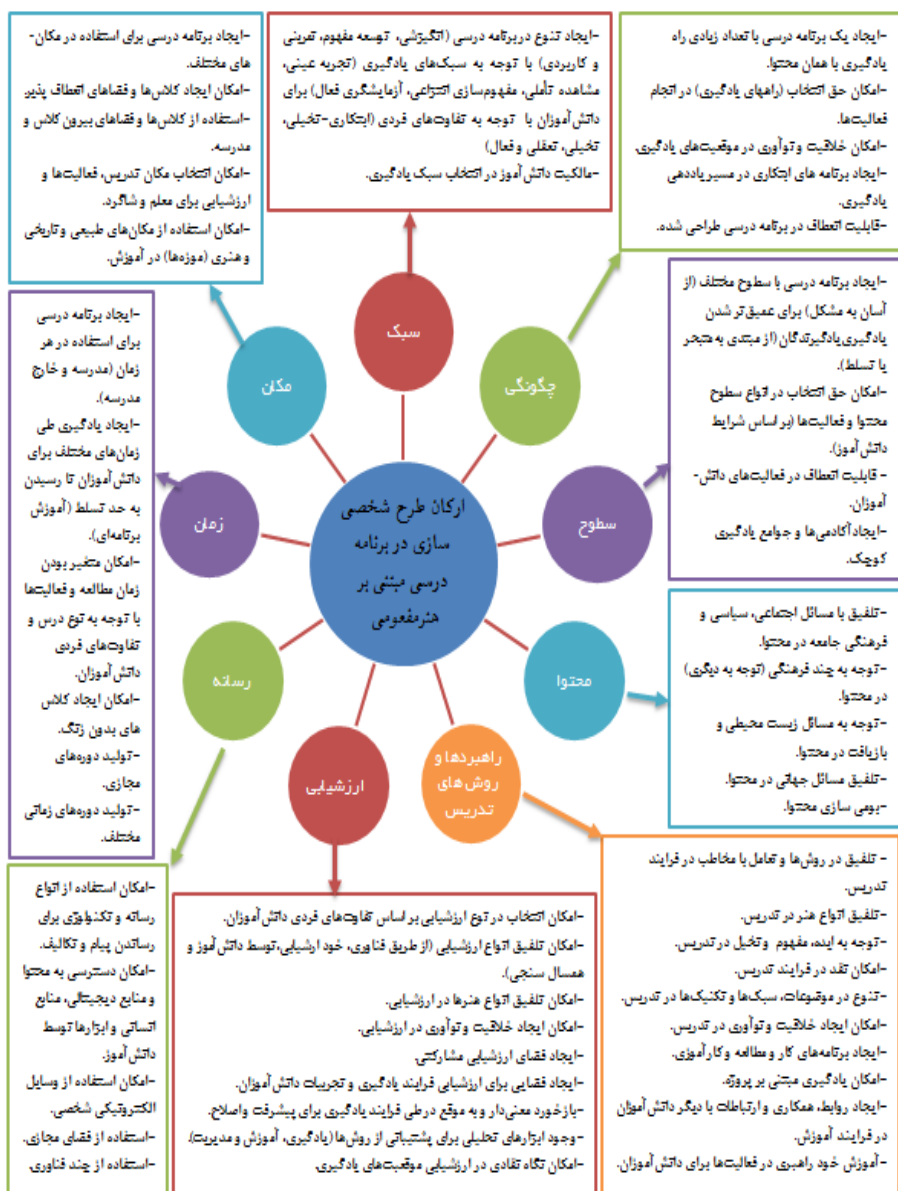 -ایجاد یک برنامه درسی با تعداد زیادی راه
یادگیری با همان محتوا.
-امکان حق انتخاب (راههای یادگیری) در انجام
فعالیت‌ها.
-امکان خلاقیت و نوآوری در موقعیت‌های یادگیری.
-ایجاد برنامه های ابتکاری در مسیر یاددهی
یادگیری.
-قابلیت انعطاف در برنامه درسی طراحی شده.
-ایجاد تنوع در برنامه درسی (انگیزشی، توسعه مفهوم، تمرینی
و کاربردی) با توجه به سبک‌های یادگیری (تجربه عینی،
مشاهده تأملی، مفهوم‌سازی انتزاعی، آزمایشگری فعال) برای
دانش‌آموزان با توجه به تفاوت‌های فردی (ابتکاری-تخیلی،
تخیلی، تعقلی و فعال)
-مالکیت دانش‌آموز در انتخاب سبک یادگیری.
-ایجاد برنامه درسی برای استفاده در مکان-
های مختلف.
-امکان ایجاد کلاس‌ها و فضاهای انعطاف پذیر.
-استفاده از کلاس‌ها و فضاهای بیرون کلاس و
مدرسه.
-امکان انتخاب مکان تدریس، فعالیت‌ها و
ارزشیابی برای معلم و شاگرد.
-امکان استفاده از مکان‌های طبیعی و تاریخی
و هنری (موزه‌ها) در آموزش.
سبک
چگونگی
مکان
-ایجاد برنامه درسی با سطوح مختلف (از
آسان به مشکل) برای عمیق‌تر شدن
یادگیری یادگیرندگان (از مبتدی به متبحر
یا تسلط).
-امکان حق انتخاب در انواع سطوح
محتوا و فعالیت‌ها (بر اساس شرایط
دانش‌آموز).
- قابلیت انعطاف در فعالیت‌های دانش-
آموزان.
-ایجاد آکادمی‌ها و جوامع یادگیری
کوچک.
سطوح
ارکان طرح شخصی
سازی در برنامه
درسی مبتنی بر
هنرمفعومی
زمان
-ایجاد برنامه درسی
برای استفاده در هر
زمان (مدرسه و خارج
مدرسه).
-ایجاد یادگیری طی
زمان‌های مختلف برای
دانش‌آموزان تا رسیدن
به حد تسلط (آموزش
برنامه‌ای).
-امکان متغیر بودن
زمان مطالعه و فعالیت‌ها
با توجه به نوع درس و
تفاوت‌های فردی
دانش‌آموزان.
-امکان ایجاد کلاس
های بدون زنگ.
-تولید دوره‌های
مجازی.
-تولید دوره‌های زمانی
مختلف.
محتوا
رسانه
-تلفیق با مسائل اجتماعی، سیاسی و
فرهنگی جامعه در محتوا.
-توجه به چند فرهنگی (توجه به دیگری)
در محتوا.
-توجه به مسائل زیست محیطی و
بازیافت در محتوا.
-تلفیق مسائل جهانی در محتوا.
-بومی سازی محتوا.
راهبردها و
روش های
تدریس
ارزشیابی
- تلفیق در روش‌ها و تعامل با مخاطب در فرایند
تدریس.
-تلفیق انواع هنر در تدریس.
-توجه به ایده، مفهوم و تخیل در تدریس.
-امکان نقد در فرایند تدریس.
-تنوع در موضوعات، سبک‌ها و تکنیک‌ها در تدریس.
-امکان ایجاد خلاقیت و نوآوری در تدریس.
-ایجاد برنامه‌های کار و مطالعه و کارآموزی.
-امکان یادگیری مبتنی بر پروژه.
-ایجاد روابط، همکاری و ارتباطات با دیگر دانش‌آموزان
در فرایند آموزش.
-آموزش خود راهبری در فعالیت‌ها برای دانش‌آموزان.
-امکان انتخاب در نوع ارزشیابی بر اساس تفاوت‌های فردی دانش‌آموزان.
-امکان تلفیق انواع ارزشیابی (از طریق فناوری، خود ارشیابی، توسط دانش‌آموز و
همسال سنجی).
-امکان تلفیق انواع هنرها در ارزشیابی.
-امکان ایجاد خلاقیت و نوآوری در ارزشیابی.
-ایجاد فضای ارزشیابی مشارکتی.
-ایجاد فضایی برای ارزشیابی فرایند یادگیری و تجربیات دانش‌آموزان.
-بازخورد معنی‌دار و به موقع در طی فرایند یادگیری برای پیشرفت و اصلاح.
-وجود ابزارهای تحلیلی برای پشتیبانی از روش‌ها (یادگیری، آموزش و مدیریت).
-امکان نگاه نقادی در ارزشیابی موقعیت‌های یادگیری.
-امکان استفاده از انواع
رسانه و تکنولوژی برای
رساندن پیام و تکالیف.
-امکان دسترسی به محتوا
و منابع دیجیتالی، منابع
انسانی و ابزارها توسط
دانش‌آموز.
-امکان استفاده از وسایل
الکترونیکی شخصی.
-استفاده از فضای مجازی.
-استفاده از چند فناوری.